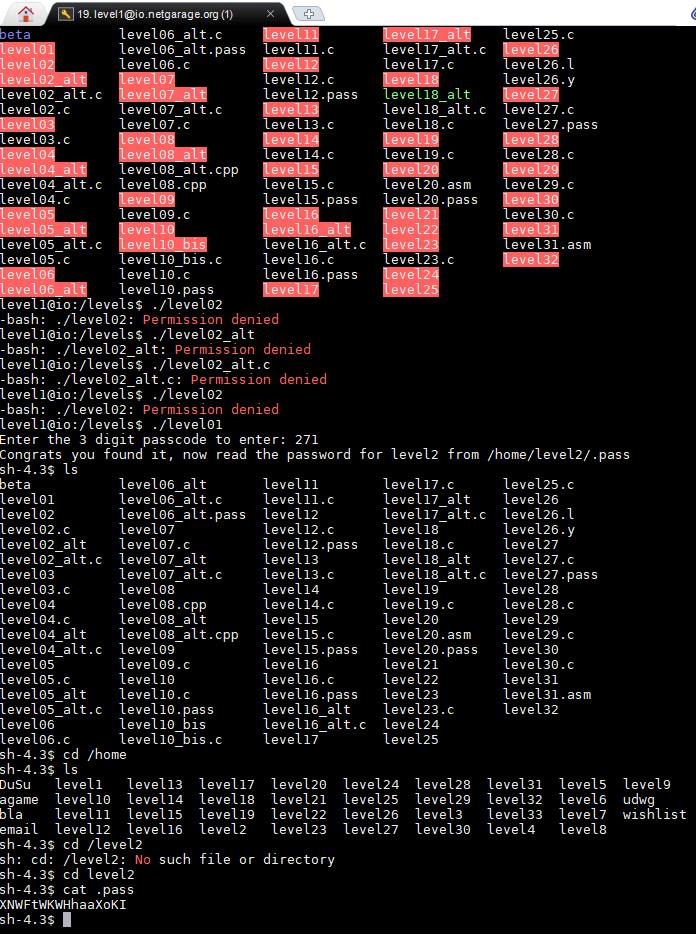 19. level1@io.netgarage.org (1)
beta level06_alt.c level11 level17_alt level25.c
level01 level06_alt.pass level11.c level17_alt.c level26
level02 level06.c level12 level17.c level26.l
level02_alt level07 level12.c level18 level26.y
level02_alt.c level07_alt level12.pass level18_alt level27
level02.c level07_alt.c level13 level18_alt.c level27.c
level03 level07.c level13.c level18.c level27.pass
level03.c level08 level14 level19 level28
level04 level08_alt level14.c level19.c level28.c
level04_alt level08_alt.cpp level15 level20 level29
level04_alt.c level08.cpp level15.c level20.asm level29.c
level04.c level09 level15.pass level20.pass level30
level05 level09.c level16 level21 level30.c
level05_alt level10 level16_alt level22 level31
level05_alt.c level10_bis level16_alt.c level23 level31.asm
level05.c level10_bis.c level16.c level23.c level32
level06 level10.c level16.pass level24
level06_alt level10.pass level17 level25
level1@io:/levels$ ./level02
-bash: ./level02: Permission denied
level1@io:/levels$ ./level02_alt
-bash: ./level02_alt: Permission denied
level1@io:/levels$ ./level02_alt.c
-bash: ./level02_alt.c: Permission denied
level1@io:/levels$ ./level02
-bash: ./level02: Permission denied
level1@io:/levels$ ./level01
Enter the 3 digit passcode to enter: 271
Congrats you found it, now read the password for level2 from /home/level2/.pass
sh-4.3$ ls
beta level06_alt level11 level17.c level25.c
level01 level06_alt.c level11.c level17_alt level26
level02 level06_alt.pass level12 level17_alt.c level26.l
level02.c level07 level12.c level18 level26.y
level02_alt level07.c level12.pass level18.c level27
level02_alt.c level07_alt level13 level18_alt level27.c
level03 level07_alt.c level13.c level18_alt.c level27.pass
level03.c level08 level14 level19 level28
level04 level08.cpp level14.c level19.c level28.c
level04.c level08_alt level15 level20 level29
level04_alt level08_alt.cpp level15.c level20.asm level29.c
level04_alt.c level09 level15.pass level20.pass level30
level05 level09.c level16 level21 level30.c
level05.c level10 level16.c level22 level31
level05_alt level10.c level16.pass level23 level31.asm
level05_alt.c level10.pass level16_alt level23.c level32
level06 level10_bis level16_alt.c level24
level06.c level10_bis.c level17 level25
sh-4.3$ cd /home
sh-4.3$ ls
DuSu level1 level13 level17 level20 level24 level28 level31 level5 level9
agame level10 level14 level18 level21 level25 level29 level32 level6 udwg
bla level11 level15 level19 level22 level26 level3 level33 level7 wishlist
email level12 level16 level2 level23 level27 level30 level4 level8
sh-4.3$ cd /level2
sh: cd: /level2: No such file or directory
sh-4.3$ cd level2
sh-4.3$ cat .pass
XNWFtWKWHhaaXoKI
sh-4.3$